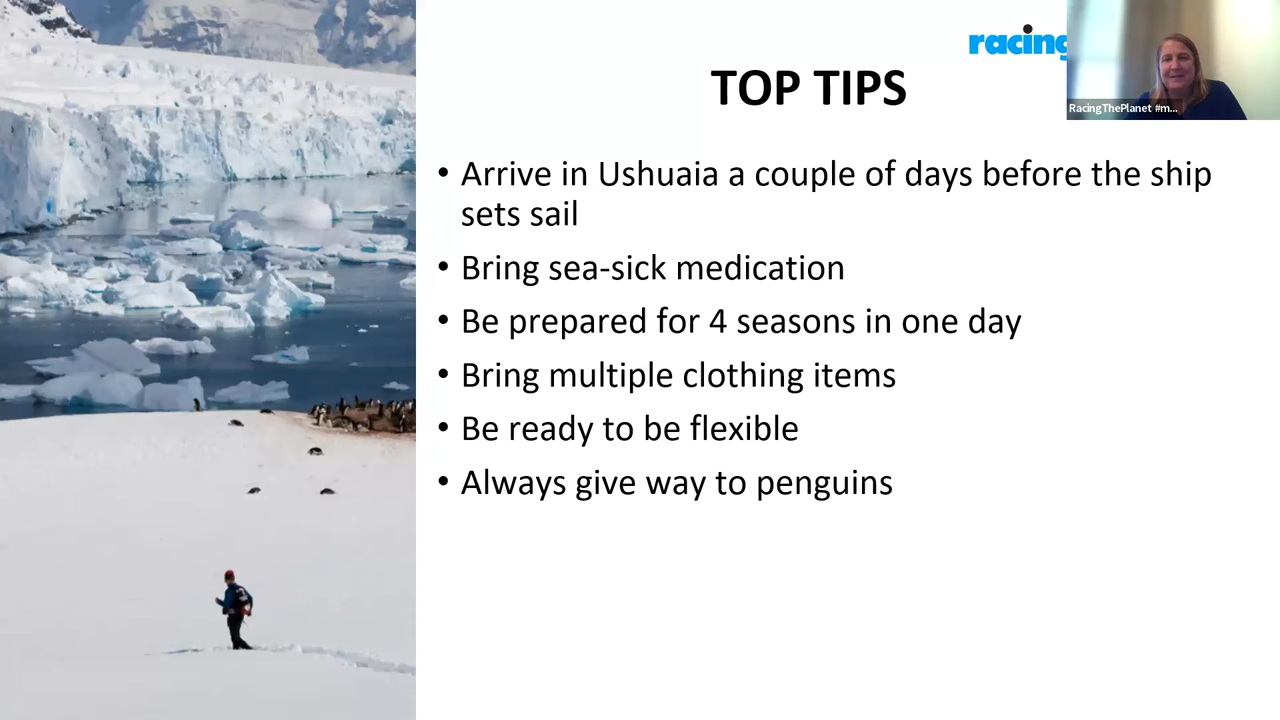 racing
TOP TIPS
RacingThePlanet #m...
• Arrive in Ushuaia a couple of days before the ship
sets sail
• Bring sea-sick medication
• Be prepared for 4 seasons in one day
• Bring multiple clothing items
• Be ready to be flexible
• Always give way to penguins